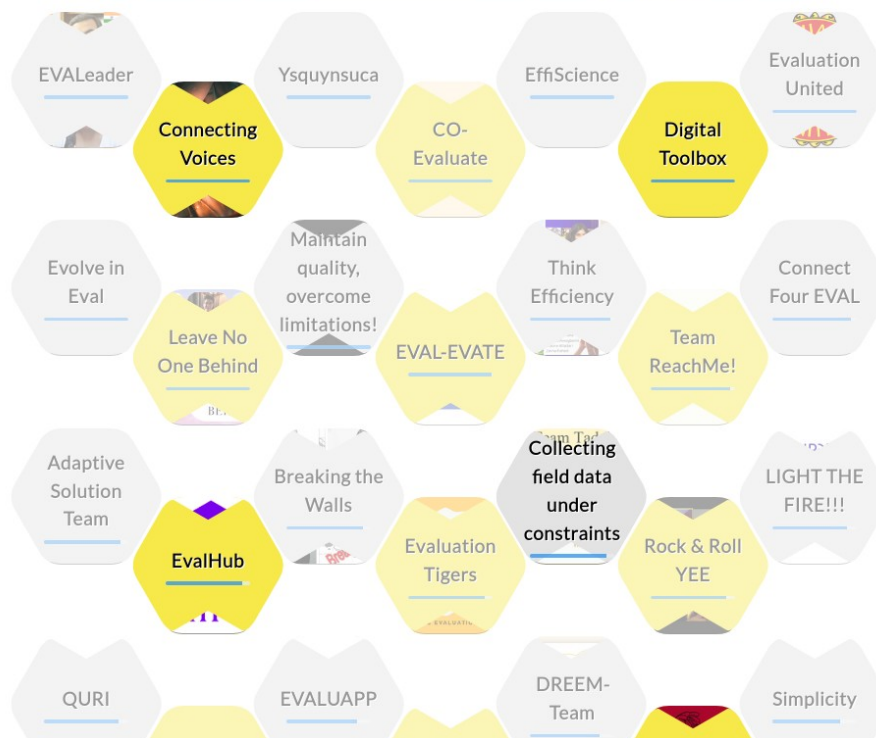 EVALeader
Ysquynsuca
EffiScience
Evaluation
United
Connecting
Voices
CO-
Evaluate
Digital
Toolbox
Evolve in
Eval
Maintain
quality,
overcome
limitations!
Think
Efficiency
Connect
Four EVAL
Leave No
One Behind
EVAL-EVATE
Team
ReachMe!
Adaptive
Solution
Team
Breaking the
Walls
Collecting
field data
under
constraints
LIGHT THE
FIRE!!!
EvalHub
Evaluation
Tigers
Rock & Roll
YEE
QURI
EVALUAPP
DREEM-
Team
Simplicity